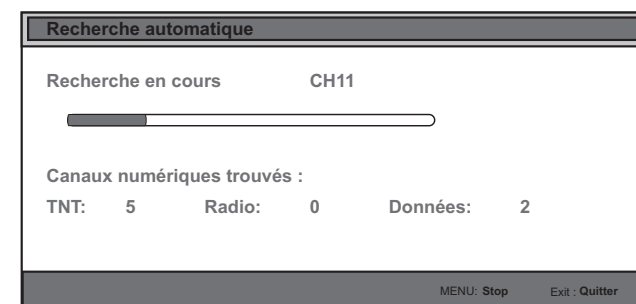 Recherche automatique
Recherche en cours CH11
Canaux numériques trouvés :
TNT: 5 Radio: 0 Données: 2
MENU: Stop Exit : Quitter